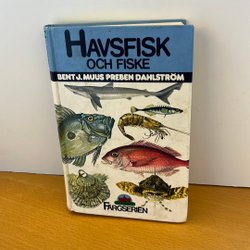 HAVSFISK
OCH FISKE
BENT J. MUUS PREBEN DAHLSTRÖM
FÄRGSERIEN